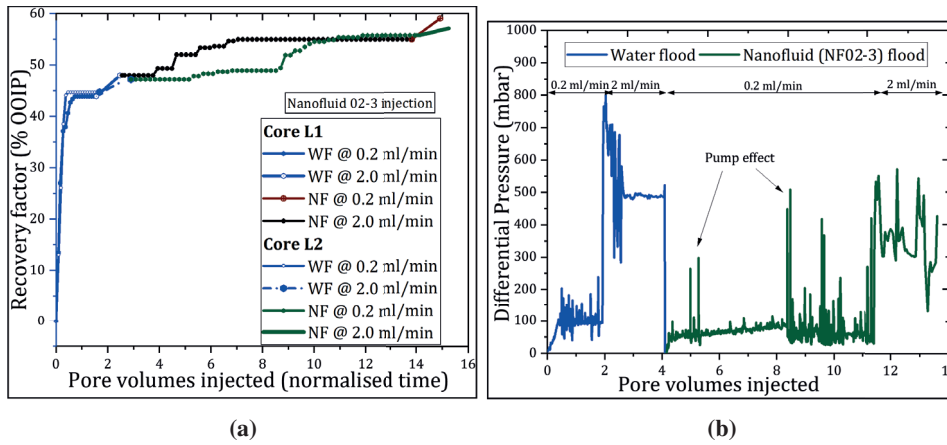 60
50
40
30
20
10
0
Recovery factor (% OOIP)
Nanofluid 02-3 injection
Core L1
WF @ 0.2 ml/min
WF @ 2.0 ml/min
NF @ 0.2 ml/min
NF @ 2.0 ml/min
Core L2
WF @ 0.2 ml/min
WF @ 2.0 ml/min
NF @ 0.2 ml/min
NF @ 2.0 ml/min
0 2 4 6 8 10 12 14 16
Pore volumes injected (normalised time)
(a)
1000
900
800
700
600
500
400
300
200
100
0
Differential Pressure (mbar)
Water flood
Nanofluid (NF02-3) flood
0.2 ml/min 2 ml/min 0.2 ml/min 2 ml/min
Pump effect
0 2 4 6 8 10 12 14
Pore volumes injected
(b)